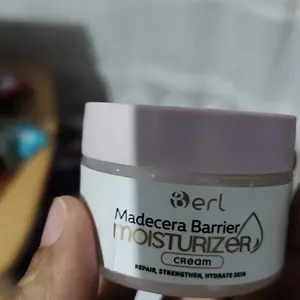 Berl
Madecera Barrier
MOISTURIZER
CREAM
REPAIR, STRENGTHEN, HYDRATE SKIN